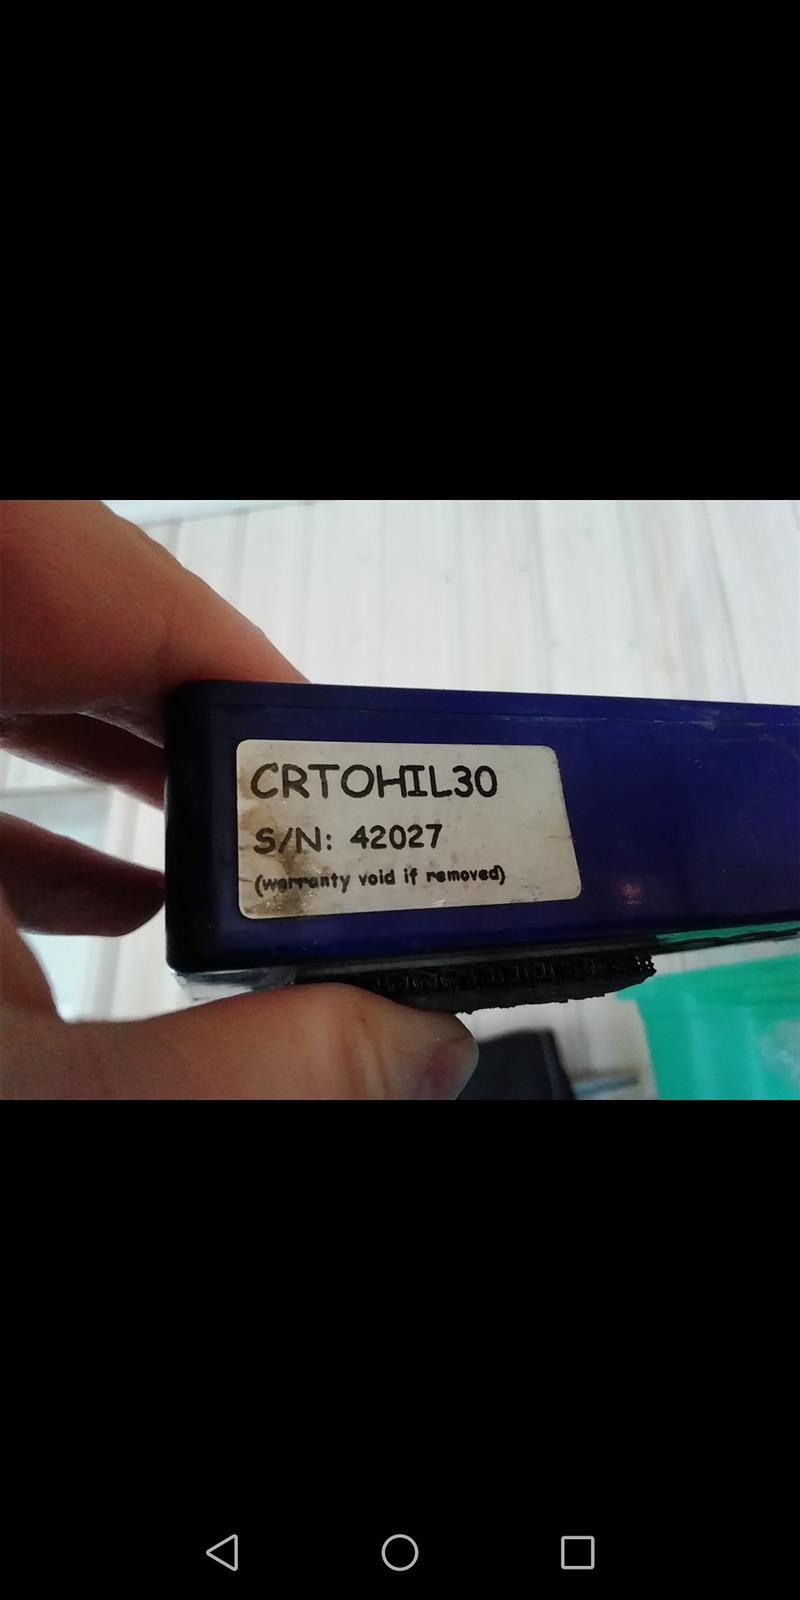 CRTOHIL30
S/N: 42027
(warranty void if removed)